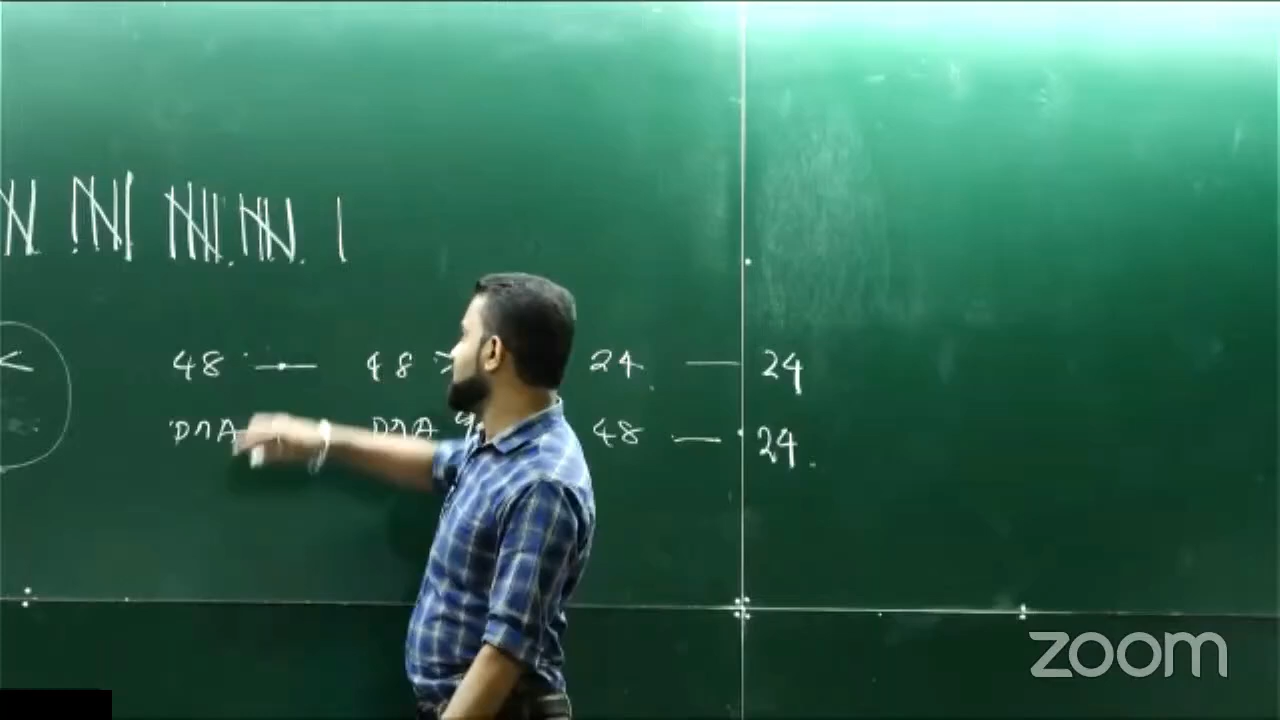 < 48 — 48 > 24 — 24
DNA DNA 48 — 24.
zoom